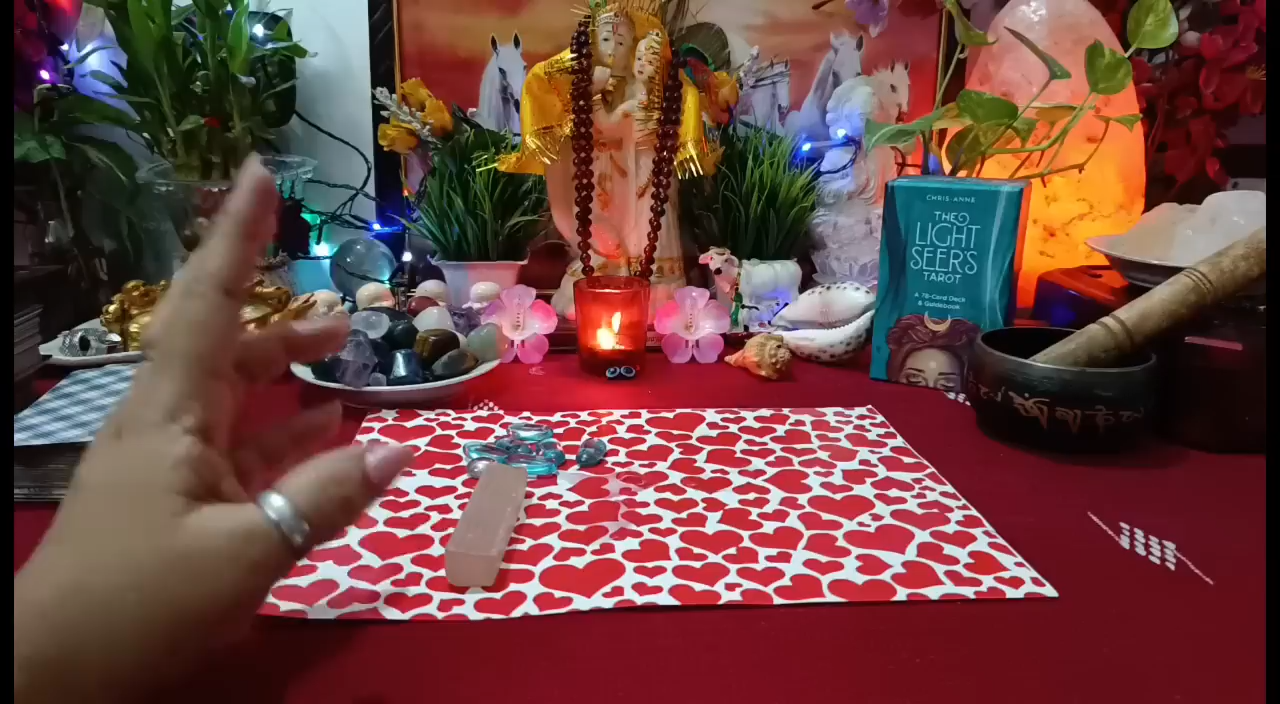 CHRIS-ANNE
THE
LIGHT
SEER'S
TAROT
A 78-Card Deck
& Guidebook